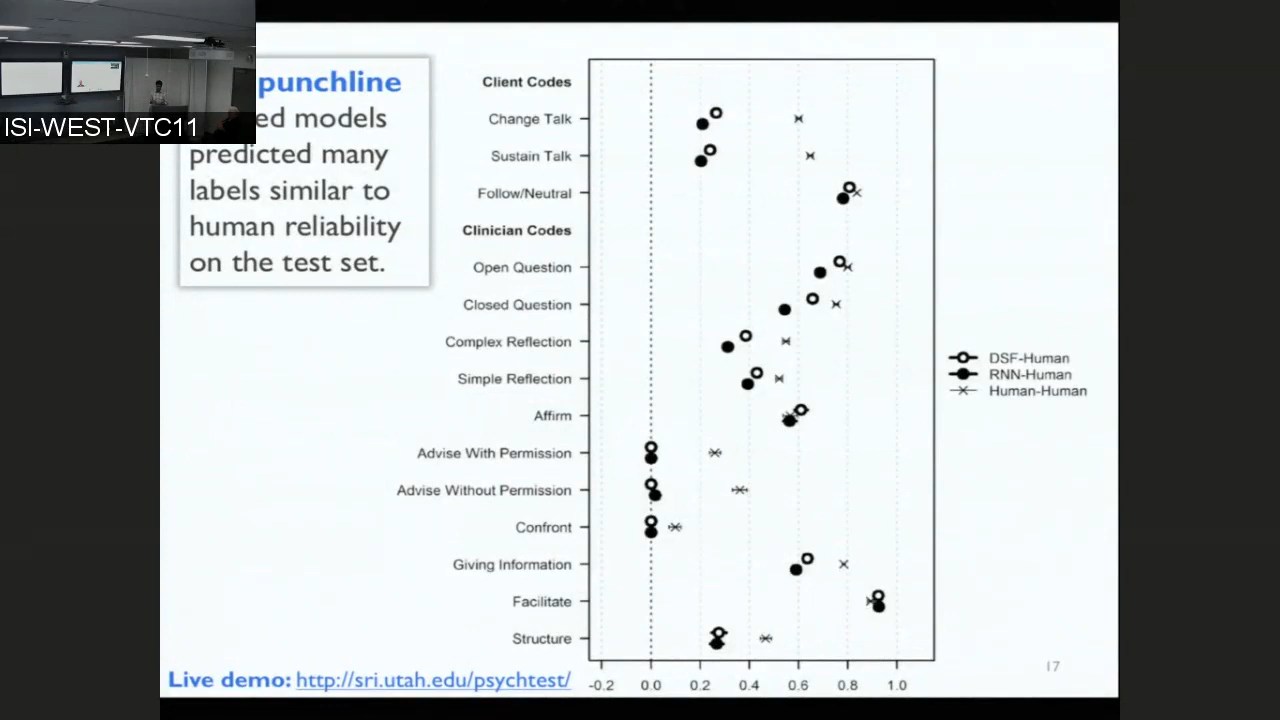 ISI-WEST-VTC11
punchline
ed models
predicted many
labels similar to
human reliability
on the test set.
Client Codes
Change Talk
Sustain Talk
Follow/Neutral
Clinician Codes
Open Question
Closed Question
Complex Reflection
Simple Reflection
Affirm
Advise With Permission
Advise Without Permission
Confront
Giving Information
Facilitate
Structure
-0.2 0.0 0.2 0.4 0.6 0.8 1.0
DSF-Human
RNN-Human
Human-Human
Live demo: http://sri.utah.edu/psychtest/
17